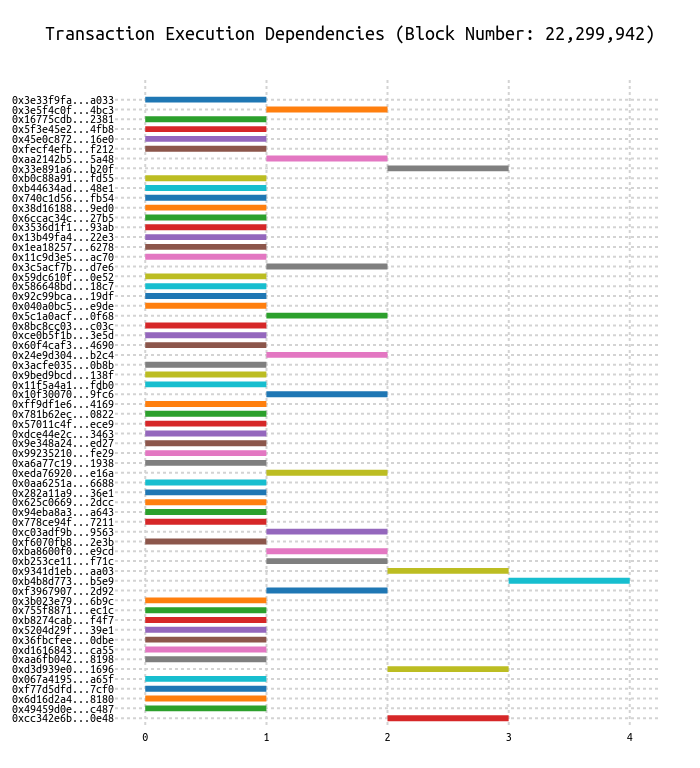 Transaction Execution Dependencies (Block Number: 22,299,942)
0x3e33f9fa...a033
0x3e5f4c0f...4bc3
0x16775cdb...2381
0x5f3e45e2...4fb8
0x45e0c872...16e0
0xfecf4efb...f212
0xaa2142b5...5a48
0x33e891a6...b20f
0xb0c88a91...fd55
0xb44634ad...48e1
0x740c1d56...fb54
0x38d16188...9ed0
0x6ccac34c...27b5
0x3536d1f1...93ab
0x13b49fa4...22e3
0x1ea18257...6278
0x11c9d3e5...ac70
0x3c5acf7b...d7e6
0x59dc610f...0e52
0x586648bd...18c7
0x92c99bca...19df
0x040a0bc5...e9de
0x5c1a0acf...0f68
0x8bc8cc03...c03c
0xce0b5f1b...3e5d
0x60f4caf3...4690
0x24e9d304...b2c4
0x3acfe035...0b8b
0x9bed9bcd...138f
0x11f5a4a1...fdb0
0x10f30070...9fc6
0xff9df1e6...4169
0x781b62ec...0822
0x57011c4f...ece9
0xdce44e2c...3463
0x9e348a24...ed27
0x99235210...fe29
0xa6a77c19...1938
0xeda76920...e16a
0x0aa6251a...6688
0x282a11a9...36e1
0x625c0669...2dcc
0x94eba8a3...a643
0x778ce94f...7211
0xc03adf9b...9563
0xf6070fb8...2e3b
0xba8600f0...e9cd
0xb253ce11...f71c
0x9341d1eb...aa03
0xb4b8d773...b5e9
0xf3967907...2d92
0x3b023e79...6b9c
0x755f8871...ec1c
0xb8274cab...f4f7
0x5204d29f...39e1
0x36fbcfee...0dbe
0xd1616843...ca55
0xaa6fb042...8198
0xd3d939e0...1696
0x067a4195...a65f
0xf77d5dfd...7cf0
0x6d16d2a4...8180
0x49459d0e...c487
0xcc342e6b...0e48
0 1 2 3 4